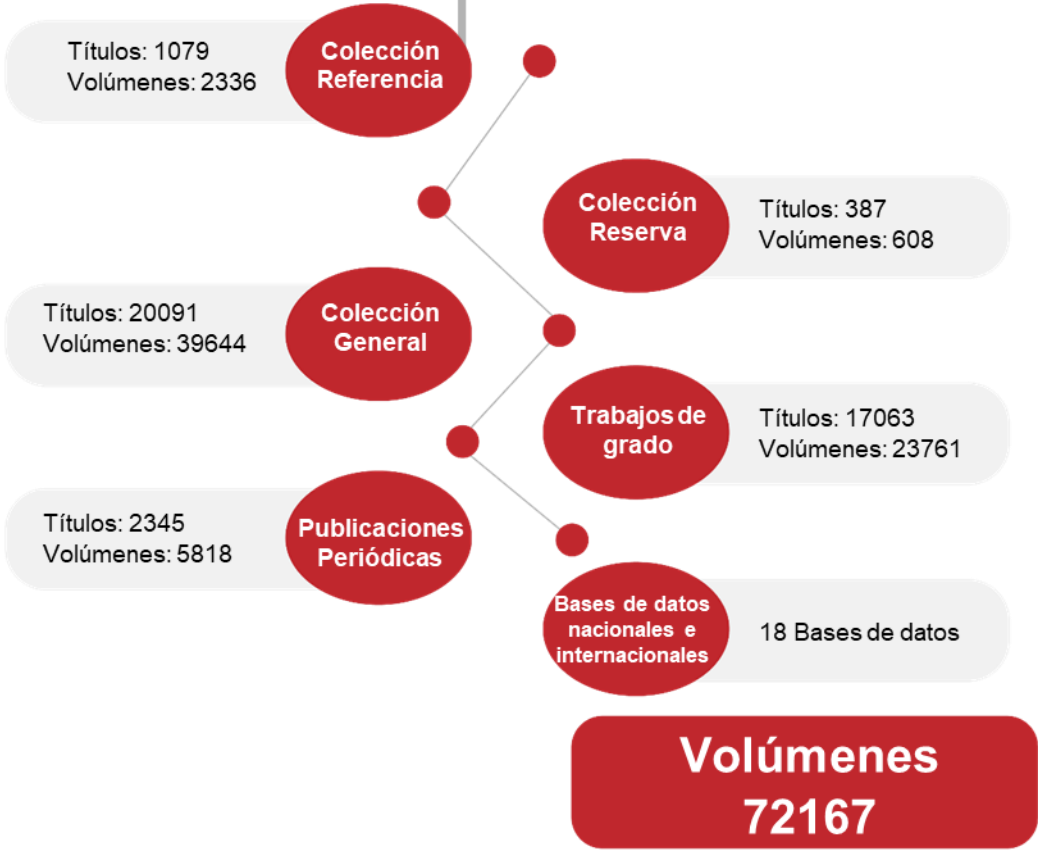 Títulos: 1079
Volúmenes: 2336
Colección
Referencia
Colección
Reserva
Títulos: 387
Volúmenes: 608
Títulos: 20091
Volúmenes: 39644
Colección
General
Trabajos de
grado
Títulos: 17063
Volúmenes: 23761
Títulos: 2345
Volúmenes: 5818
Publicaciones
Periódicas
Bases de datos
nacionales e
internacionales
18 Bases de datos
Volúmenes
72167